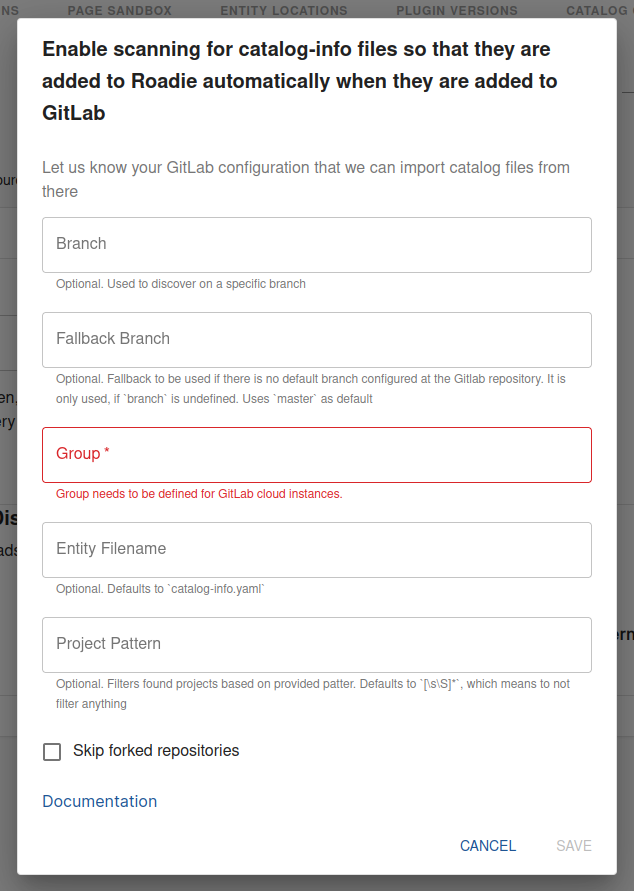 NS PAGE SANDBOX ENTITY LOCATIONS PLUGIN VERSIONS CATALOG
Enable scanning for catalog-info files so that they are
added to Roadie automatically when they are added to
GitLab
Let us know your GitLab configuration that we can import catalog files from
there
Branch
Optional. Used to discover on a specific branch
Fallback Branch
Optional. Fallback to be used if there is no default branch configured at the Gitlab repository. It is
only used, if `branch` is undefined. Uses `master` as default
Group *
Group needs to be defined for GitLab cloud instances.
Entity Filename
Optional. Defaults to `catalog-info.yaml`
Project Pattern
Optional. Filters found projects based on provided patter. Defaults to `[\s\S]*`, which means to not
filter anything
Skip forked repositories
Documentation
CANCEL SAVE